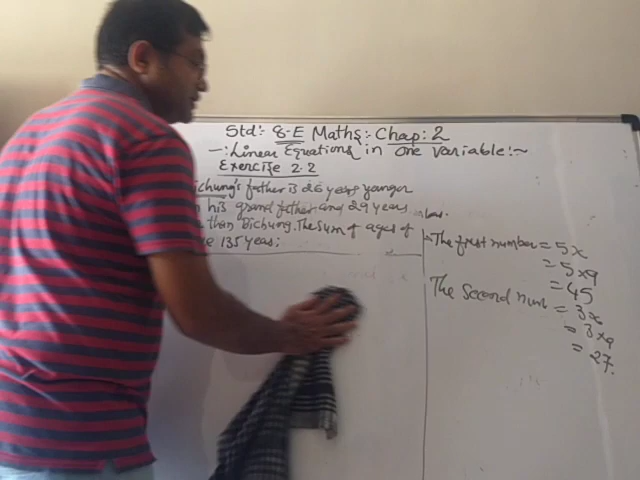 Std:- 8-E Maths:- Chap: 2
-: Linear Equations in One Variable:~
Exercise 2.2
ichung's father is 26 years younger
his grand father and 29 years
than Bichung. The Sum of ages of
135 years:
The first number = 5x
= 5×9
= 45
The Second num = 3x
= 3×9
= 27.